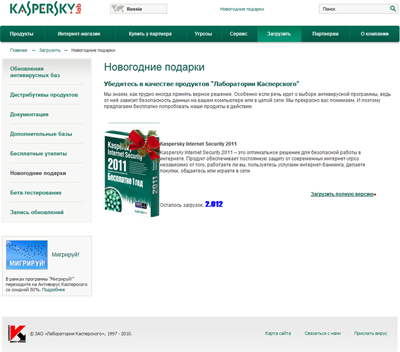 KASPERSKY lab
Russia
Новогодние подарки
Поиск
Продукты
Интернет-магазин
Купить у партнера
Угрозы
Сервис
Загрузить
Партнерам
О компании
Главная → Загрузить → Новогодние подарки
Обновления
антивирусных баз
Дистрибутивы продуктов
Документация
Дополнительные базы
Бесплатные утилиты
Новогодние подарки
Бета-тестирование
Запись обновлений
Мигрируй!
МИГРИРУЙ!
В рамках программы "Мигрируй!"
переходите на Антивирус Касперского
со скидкой 50%. Подробнее
Новогодние подарки
Убедитесь в качестве продуктов "Лаборатории Касперского"
Мы знаем, как трудно иногда принять верное решение. Особенно если речь идет о выборе антивирусной программы, ведь
от неё зависит безопасность данных на вашем компьютере или в целой сети. Мы прекрасно вас понимаем. И поэтому
предлагаем бесплатно попробовать наши продукты в действии.
Kaspersky
Internet Security
2011
Бесплатно 1 год
Kaspersky Internet Security 2011
Kaspersky Internet Security 2011 – это оптимальное решение для безопасной работы в
интернете. Продукт обеспечивает постоянную защиту от современных интернет-угроз
независимо от того, работаете ли вы, пользуетесь услугами интернет-банкинга, делаете
покупки, общаетесь или играете в сети.
Загрузить полную версию
Осталось загрузок: 2.012
© ЗАО «Лаборатория Касперского», 1997 - 2010.
Карта сайта
Связаться с нами
Прислать вирус